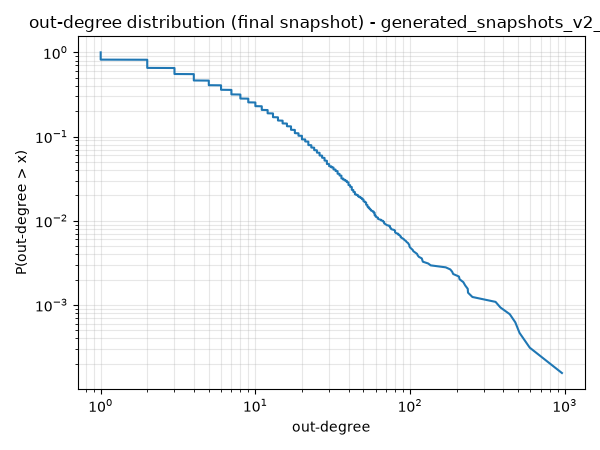 out-degree distribution (final snapshot) - generated_snapshots_v2_
10⁰
10⁻¹
10⁻²
10⁻³
P(out-degree > x)
10⁰ 10¹ 10² 10³
out-degree